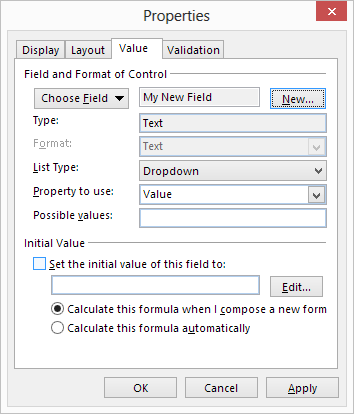 Properties
Display Layout Value Validation
Field and Format of Control
Choose Field My New Field New...
Type: Text
Format: Text
List Type: Dropdown
Property to use: Value
Possible values:
Initial Value
Set the initial value of this field to:
Edit...
Calculate this formula when I compose a new form
Calculate this formula automatically
OK Cancel Apply